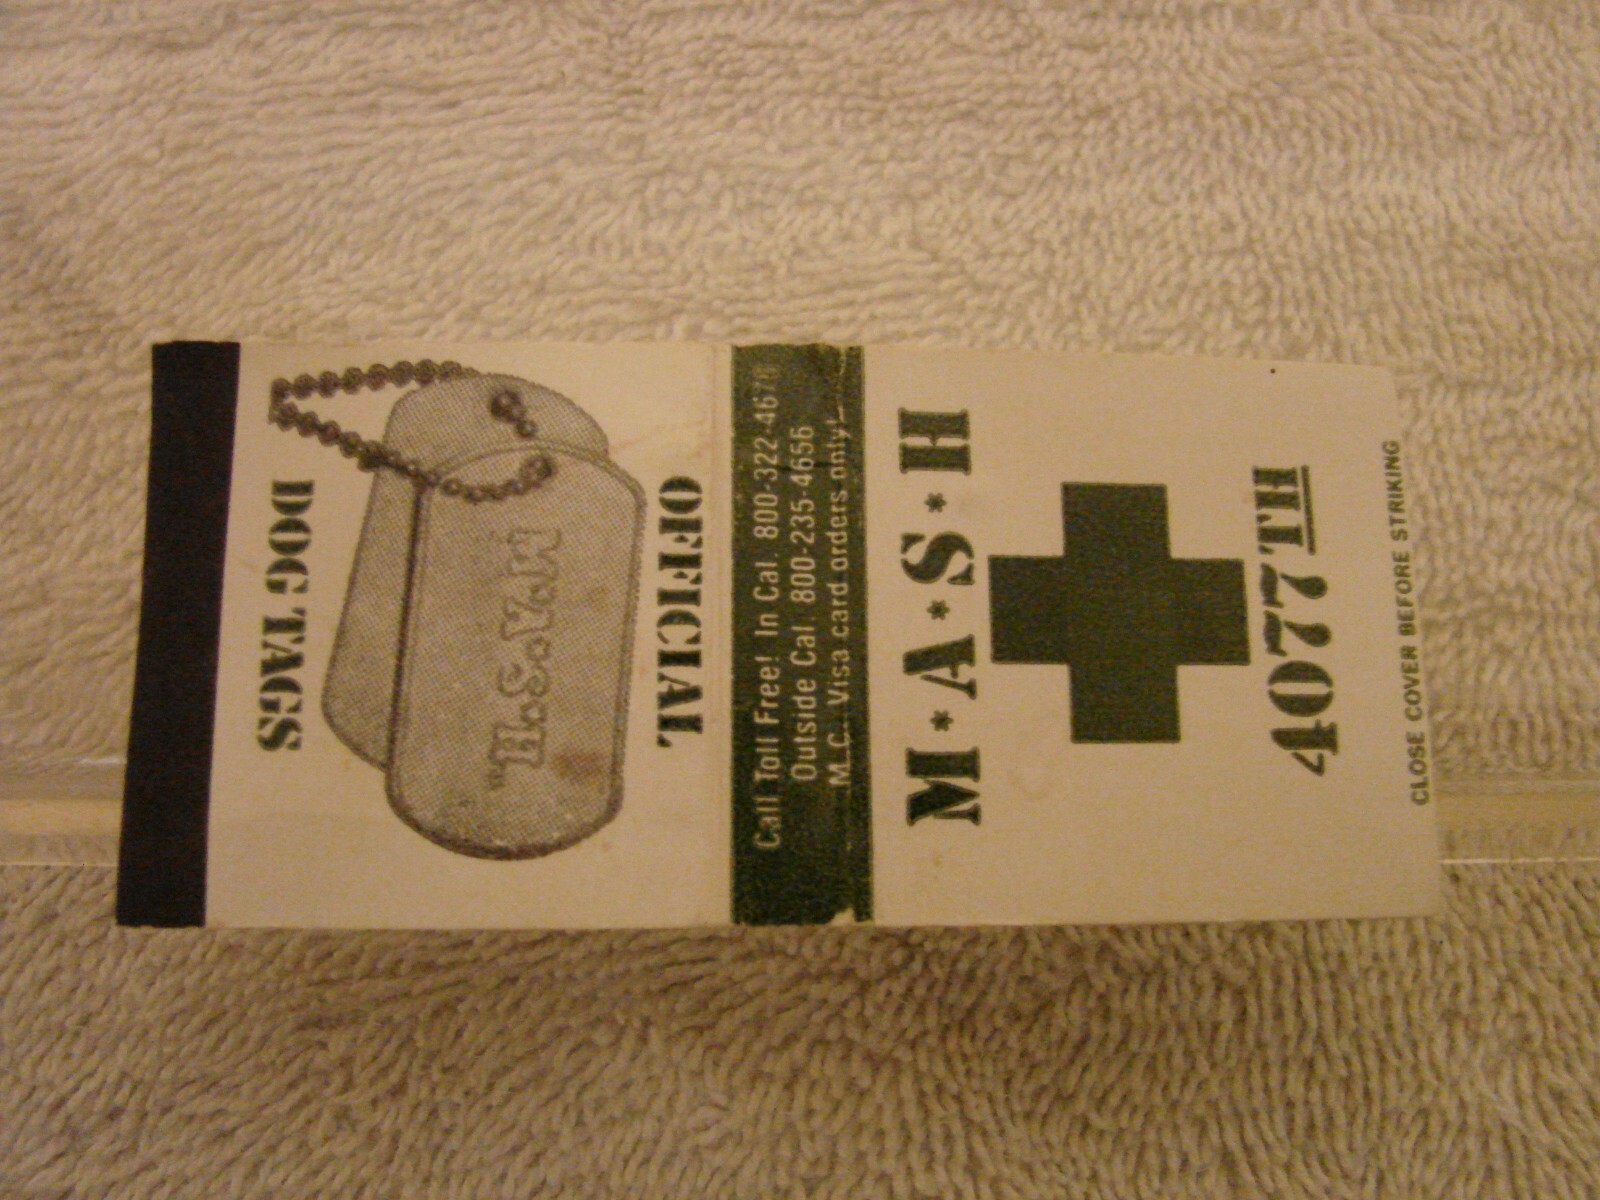 M*A*S*H
4077TH
CLOSE COVER BEFORE STRIKING
Call Toll Free! In Cal. 800-322-4678
Outside Cal. 800-235-4656
M.C. Visa card orders only!
OFFICIAL
M*A*S*H
DOG TAGS